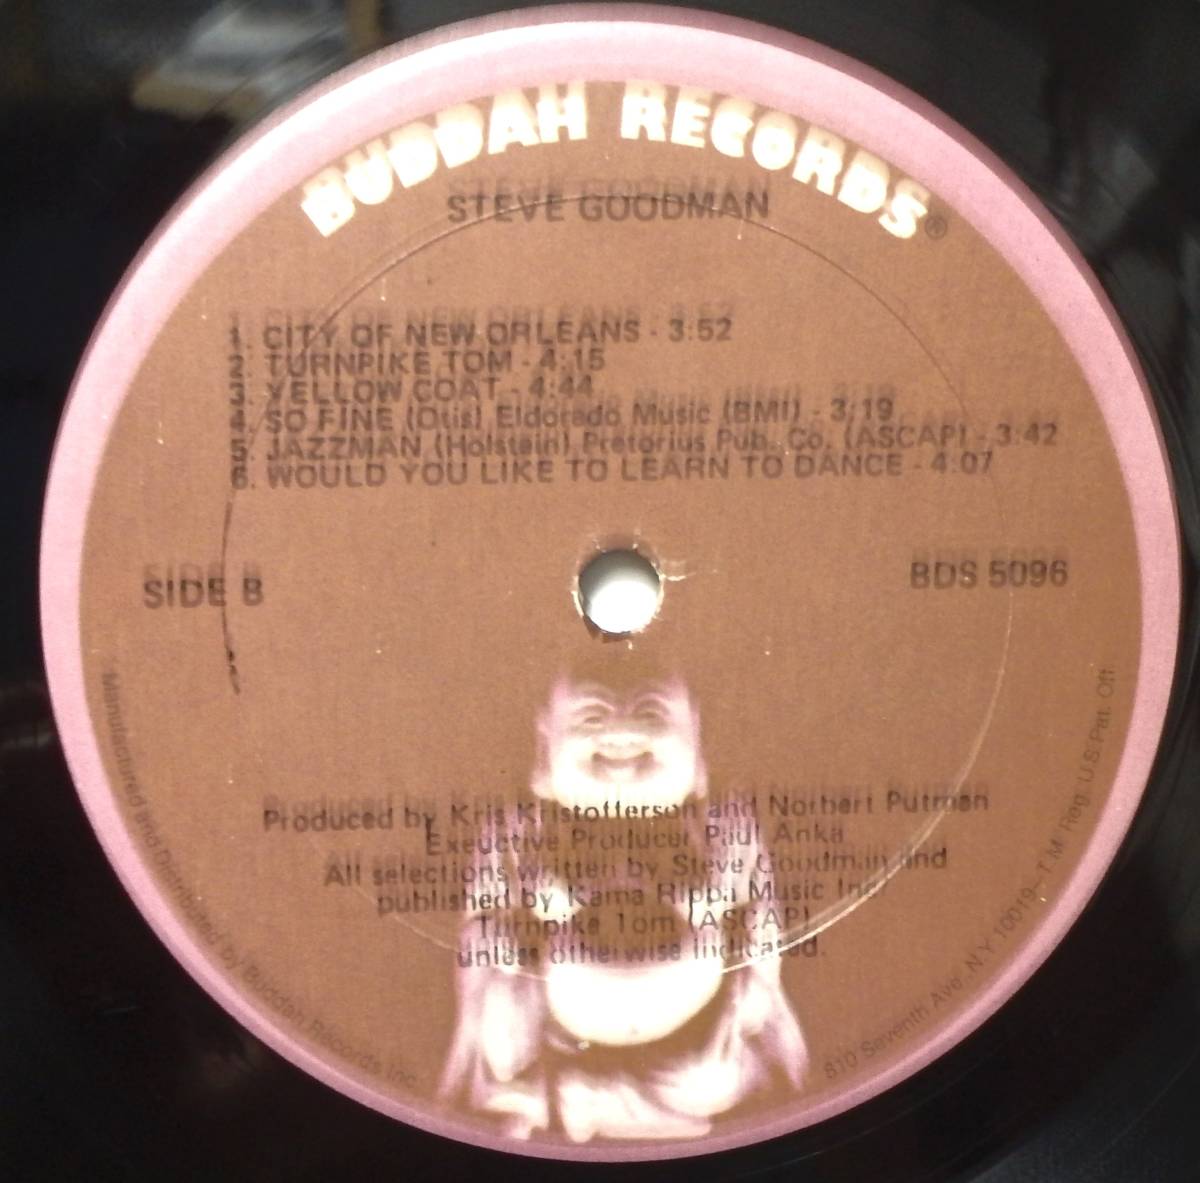 BUDDAH RECORDS®
STEVE GOODMAN
1. CITY OF NEW ORLEANS - 3:52
2. TURNPIKE TOM - 4:15
3. YELLOW COAT - 4:44
4. SO FINE (Otis) Eldorado Music (BMI) - 3:19
5. JAZZMAN (Holstein) Pretorius Pub. Co. (ASCAP) - 3:42
6. WOULD YOU LIKE TO LEARN TO DANCE - 4:07
SIDE B
BDS 5096
Produced by Kris Kristofferson and Norbert Putman
Exeuctive Producer Paul Anka
All selections written by Steve Goodman and
published by Kama Rippa Music Inc/
Turnpike Tom (ASCAP)
unless otherwise indicated.
Manufactured and Distributed by Buddah Records Inc.
810 Seventh Ave. N.Y. 10019 - T.M. Reg. U.S. Pat. Off